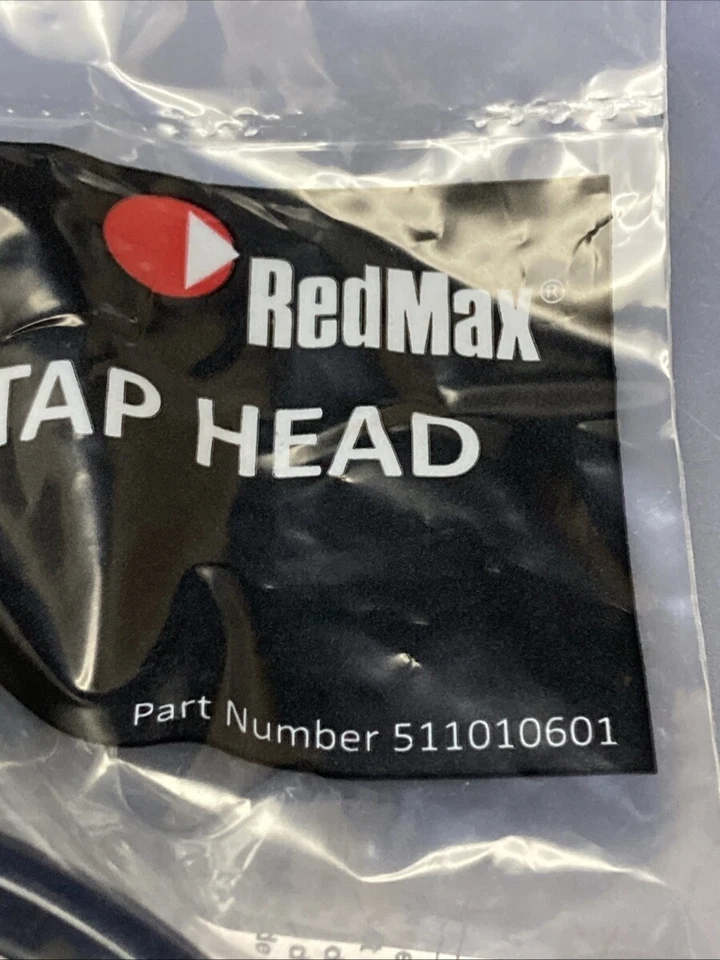 RedMax®
TAP HEAD
Part Number 511010601